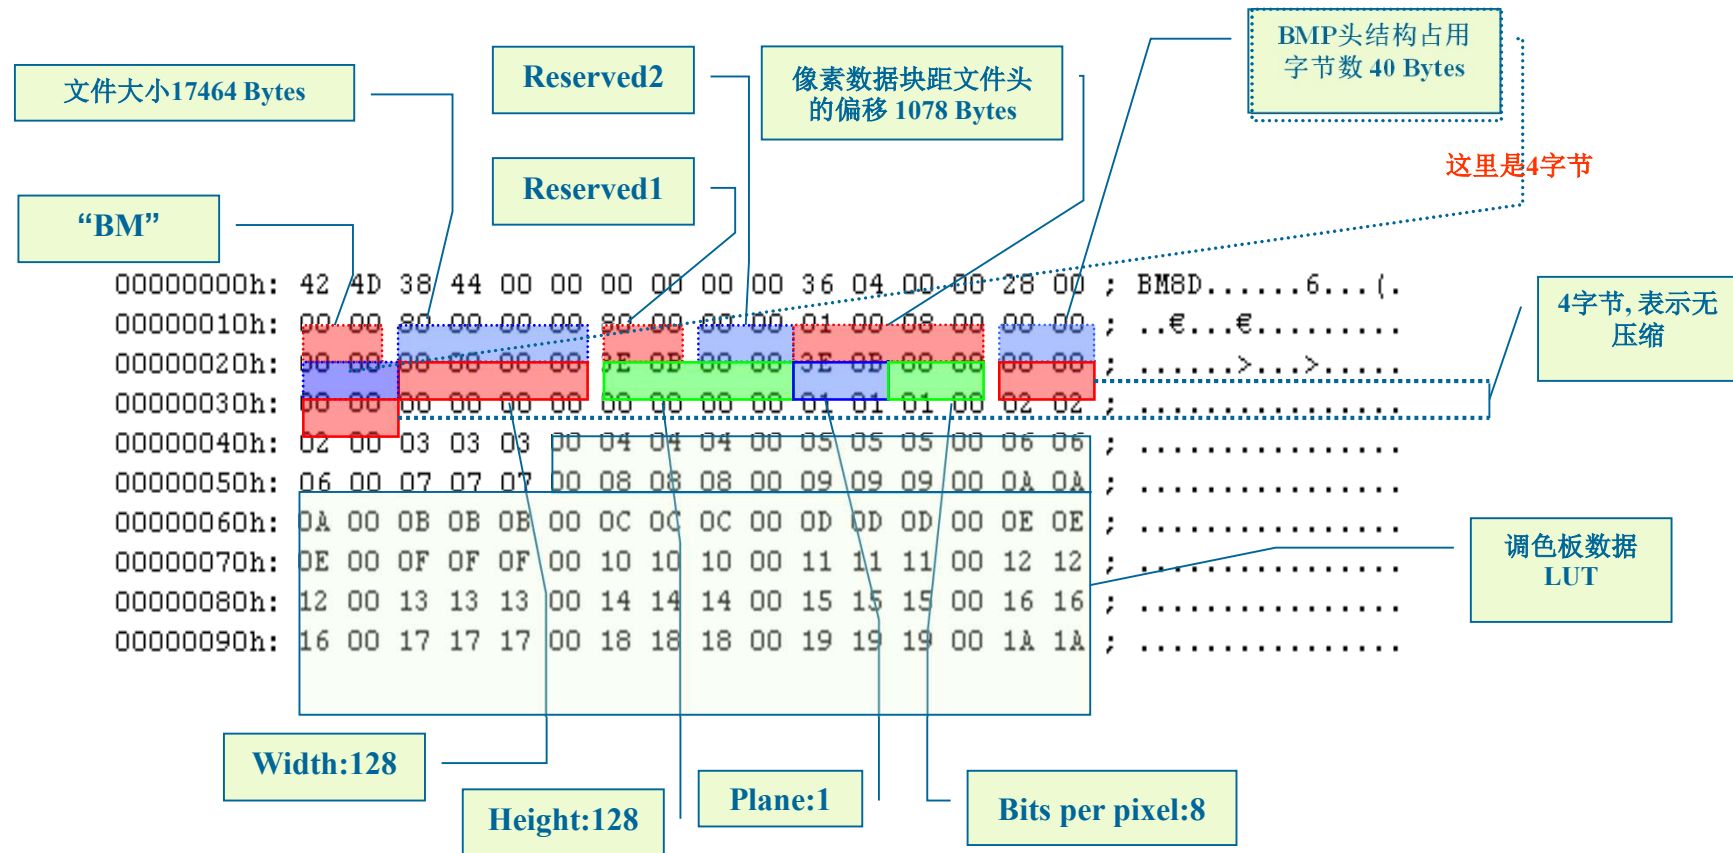 BMP头结构占用
字节数 40 Bytes
文件大小17464 Bytes
Reserved2
像素数据块距文件头
的偏移 1078 Bytes
这里是4字节
Reserved1
“BM”
00000000h: 42 4D 38 44 00 00 00 00 00 00 36 04 00 00 28 00 ; BM8D......6...(.
00000010h: 00 00 80 00 00 00 80 00 00 00 01 00 08 00 00 00 ; ..€...€.........
00000020h: 00 00 00 00 00 00 3E 0B 00 00 3E 0B 00 00 00 00 ; ......>...>.....
00000030h: 00 00 00 00 00 00 00 00 00 00 01 01 01 00 02 02 ; ................
00000040h: 02 00 03 03 03 00 04 04 04 00 05 05 05 00 06 06 ; ................
00000050h: 06 00 07 07 07 00 08 08 08 00 09 09 09 00 0A 0A ; ................
00000060h: 0A 00 0B 0B 0B 00 0C 0C 0C 00 0D 0D 0D 00 0E 0E ; ................
00000070h: 0E 00 0F 0F 0F 00 10 10 10 00 11 11 11 00 12 12 ; ................
00000080h: 12 00 13 13 13 00 14 14 14 00 15 15 15 00 16 16 ; ................
00000090h: 16 00 17 17 17 00 18 18 18 00 19 19 19 00 1A 1A ; ................
4字节, 表示无
压缩
调色板数据
LUT
Width:128
Height:128
Plane:1
Bits per pixel:8